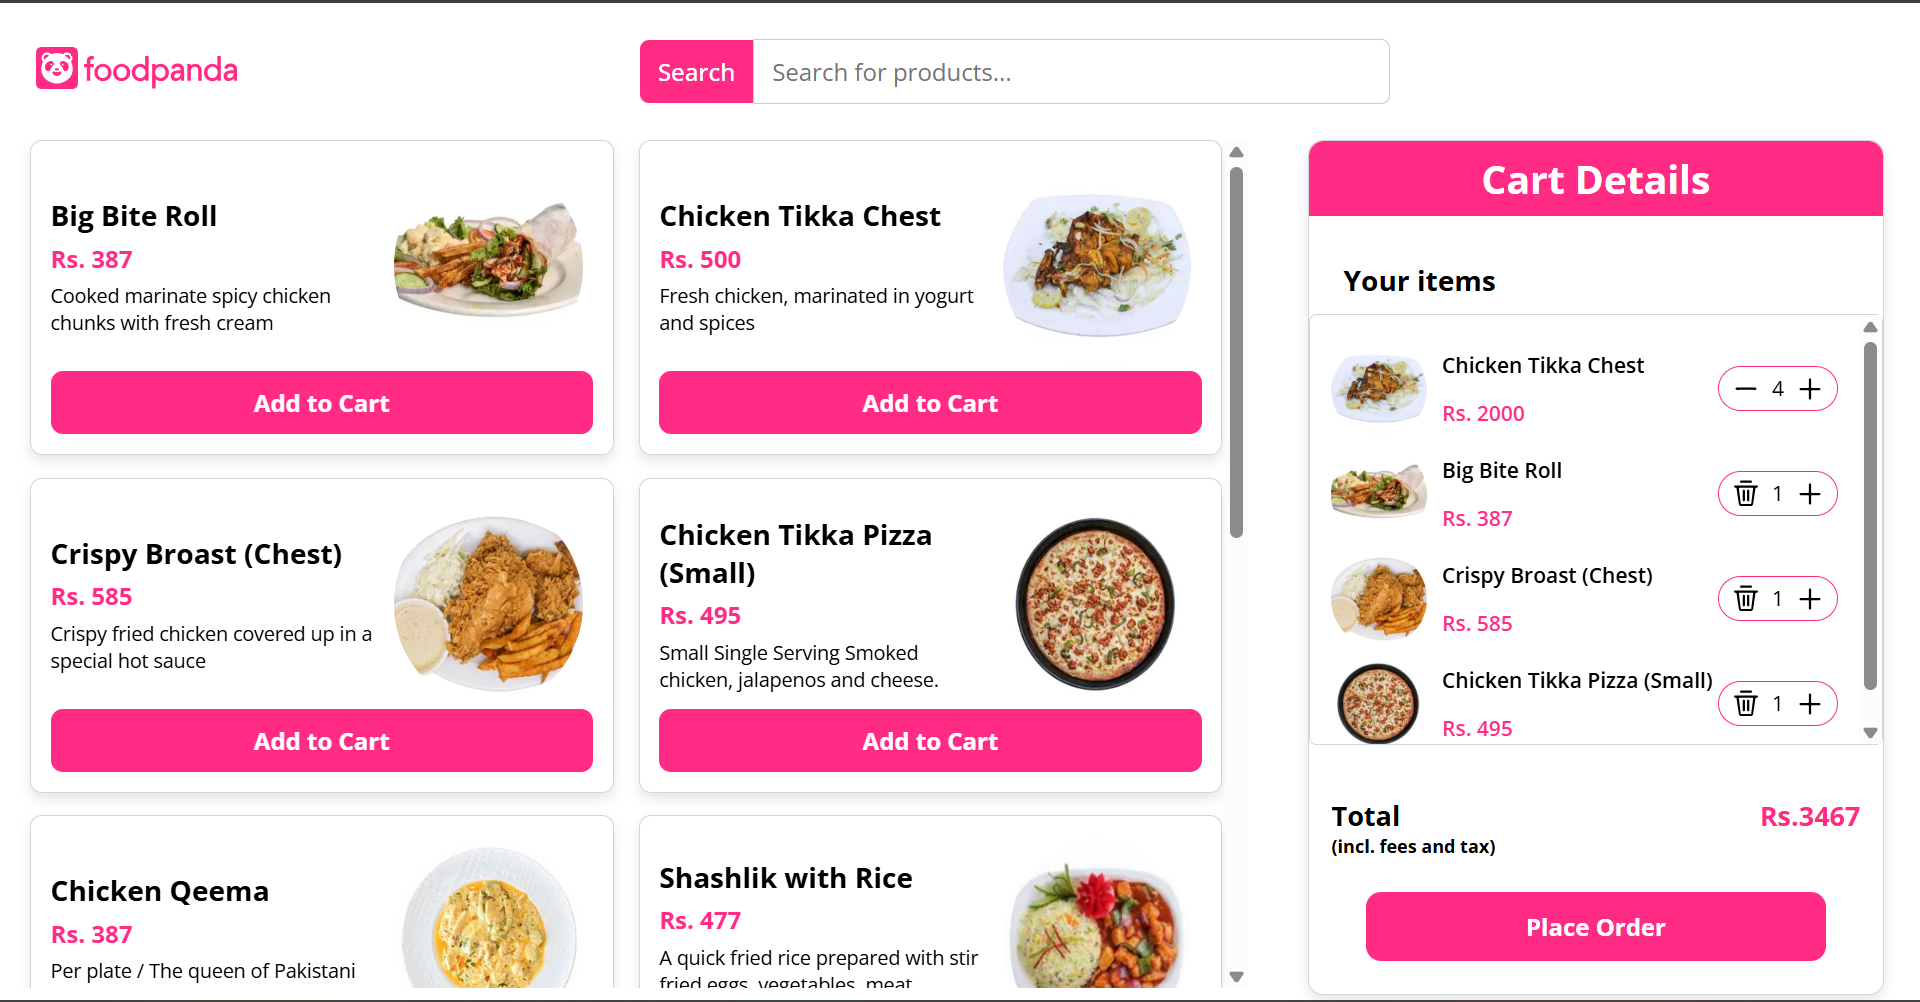 foodpanda
Search
Search for products...
Big Bite Roll
Rs. 387
Cooked marinate spicy chicken
chunks with fresh cream
Add to Cart
Chicken Tikka Chest
Rs. 500
Fresh chicken, marinated in yogurt
and spices
Add to Cart
Crispy Broast (Chest)
Rs. 585
Crispy fried chicken covered up in a
special hot sauce
Add to Cart
Chicken Tikka Pizza
(Small)
Rs. 495
Small Single Serving Smoked
chicken, jalapenos and cheese.
Add to Cart
Chicken Qeema
Rs. 387
Per plate / The queen of Pakistani
Shashlik with Rice
Rs. 477
A quick fried rice prepared with stir
fried eggs, vegetables, meat
Cart Details
Your items
Chicken Tikka Chest
Rs. 2000
4
Big Bite Roll
Rs. 387
1
Crispy Broast (Chest)
Rs. 585
1
Chicken Tikka Pizza (Small)
Rs. 495
1
Total
Rs.3467
(incl. fees and tax)
Place Order